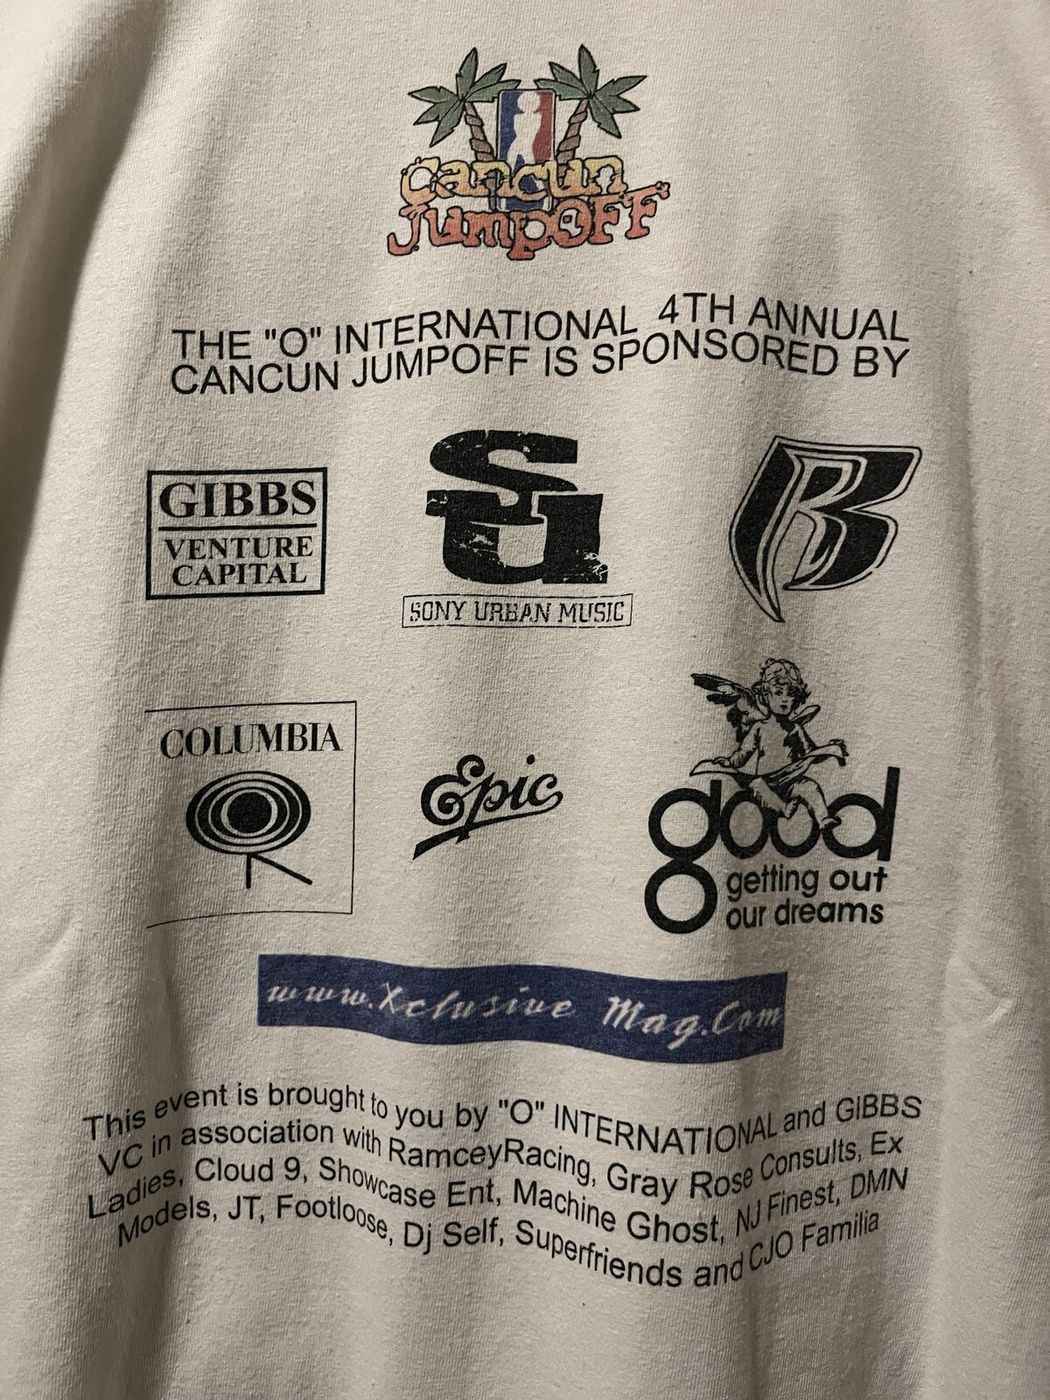 Cancun
JumpOFF
THE "O" INTERNATIONAL 4TH ANNUAL
CANCUN JUMPOFF IS SPONSORED BY
GIBBS
VENTURE
CAPITAL
SU
SONY URBAN MUSIC
R
COLUMBIA
Epic
good
getting out
our dreams
www.Xclusive Mag.Com
This event is brought to you by "O" INTERNATIONAL and GIBBS
VC in association with RamceyRacing, Gray Rose Consults, Ex
Ladies, Cloud 9, Showcase Ent, Machine Ghost, NJ Finest, DMN
Models, JT, Footloose, Dj Self, Superfriends and CJO Familia